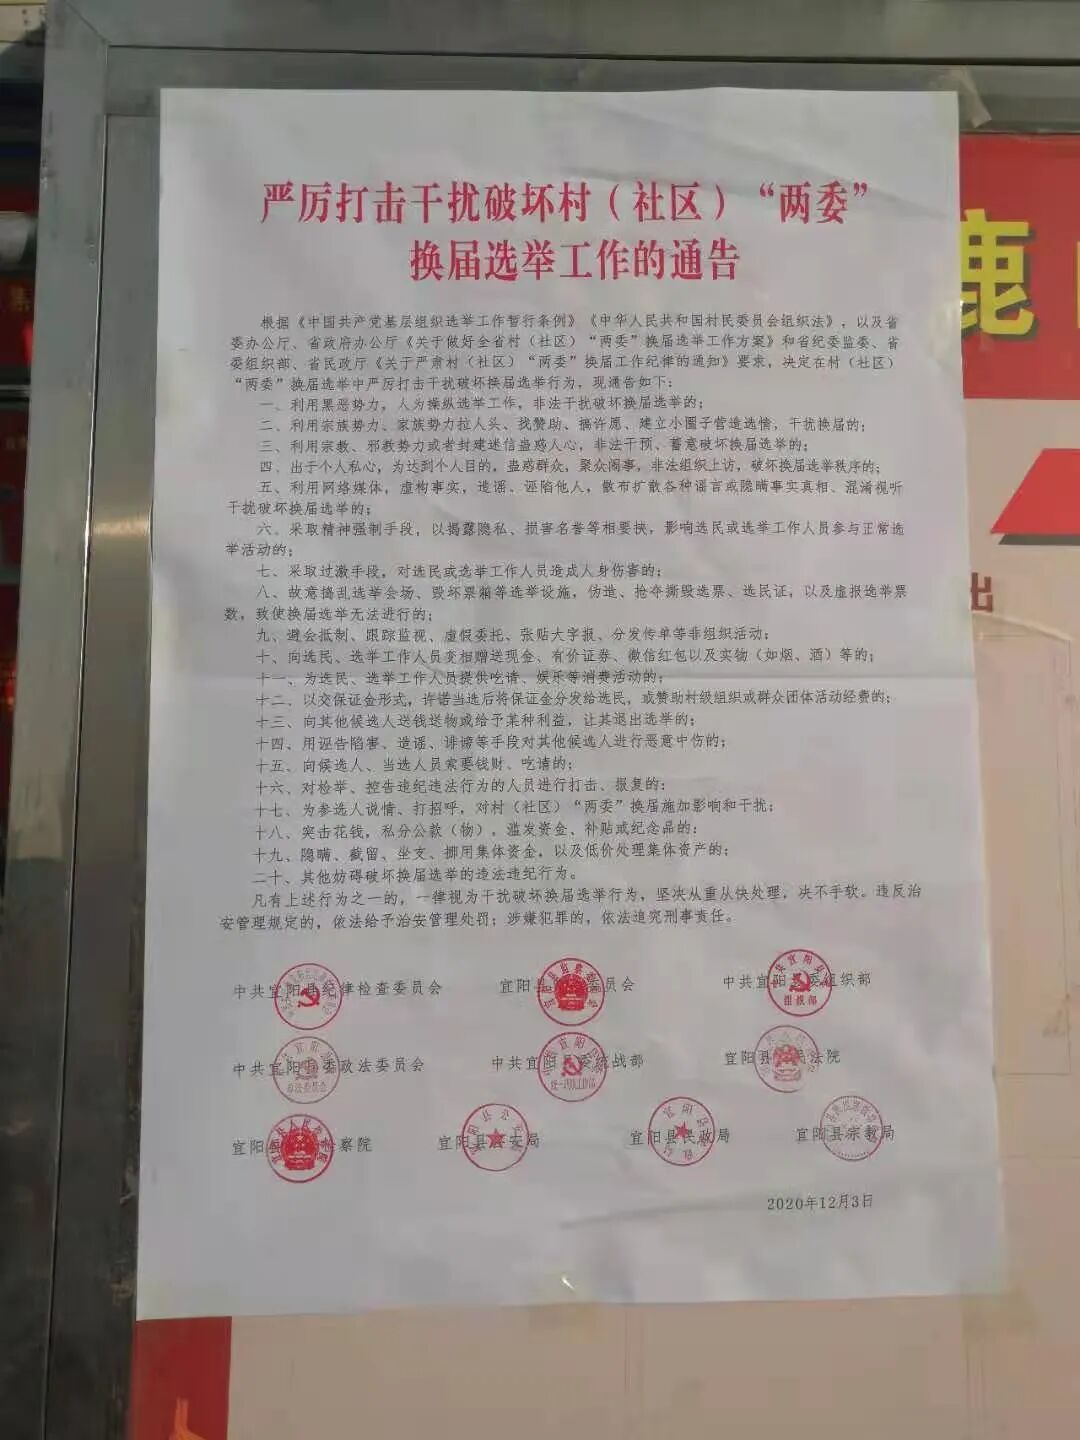 严厉打击干扰破坏村（社区）“两委”
换届选举工作的通告
根据《中国共产党基层组织选举工作暂行条例》《中华人民共和国村民委员会组织法》，以及省
委办公厅、省政府办公厅《关于做好全省村（社区）“两委”换届选举工作方案》和省纪委监委、省
委组织部、省民政厅《关于严肃村（社区）“两委”换届工作纪律的通知》要求，决定在村（社区）
“两委”换届选举中严厉打击干扰破坏换届选举行为，现通告如下：
一、利用黑恶势力，人为操纵选举工作，非法干扰破坏换届选举的；
二、利用宗族势力、家族势力拉人头、找赞助、搞许愿、建立小圈子营造选情，干扰换届的；
三、利用宗教、邪教势力或者封建迷信蛊惑人心，非法干预、蓄意破坏换届选举的；
四、出于个人私心，为达到个人目的，蛊惑群众，聚众闹事，非法组织上访，破坏换届选举秩序的；
五、利用网络媒体，虚构事实，造谣、诬陷他人，散布扩散各种谣言或隐瞒事实真相、混淆视听
干扰破坏换届选举的；
六、采取精神强制手段，以揭露隐私、损害名誉等相要挟，影响选民或选举工作人员参与正常选
举活动的；
七、采取过激手段，对选民或选举工作人员造成人身伤害的；
八、故意捣乱选举会场、毁坏票箱等选举设施，伪造、抢夺撕毁选票、选民证，以及虚报选举票
数，致使换届选举无法进行的；
九、避会抵制、跟踪监视、虚假委托、张贴大字报、分发传单等非组织活动；
十、向选民、选举工作人员变相赠送现金、有价证券、微信红包以及实物（如烟、酒）等的；
十一、为选民、选举工作人员提供吃请、娱乐等消费活动的；
十二、以交保证金形式，许诺当选后将保证金分发给选民，或赞助村级组织或群众团体活动经费的；
十三、向其他候选人送钱送物或给予某种利益，让其退出选举的；
十四、用诬告陷害、造谣、诽谤等手段对其他候选人进行恶意中伤的；
十五、向候选人、当选人员索要钱财、吃请的；
十六、对检举、控告违纪违法行为的人员进行打击、报复的：
十七、为参选人说情、打招呼，对村（社区）“两委”换届施加影响和干扰；
十八、突击花钱，私分公款（物），滥发资金、补贴或纪念品的：
十九、隐瞒、截留、坐支、挪用集体资金，以及低价处理集体资产的；
二十、其他妨碍破坏换届选举的违法违纪行为。
凡有上述行为之一的，一律视为干扰破坏换届选举行为，坚决从重从快处理，决不手软。违反治
安管理规定的，依法给予治安管理处罚；涉嫌犯罪的，依法追究刑事责任。
中共宜阳县纪律检查委员会 宜阳县监察委员会 中共宜阳县委组织部
中共宜阳县委政法委员会 中共宜阳县委统战部 宜阳县人民法院
宜阳县人民检察院 宜阳县公安局 宜阳县民政局 宜阳县宗教局
2020年12月3日
鹿
出